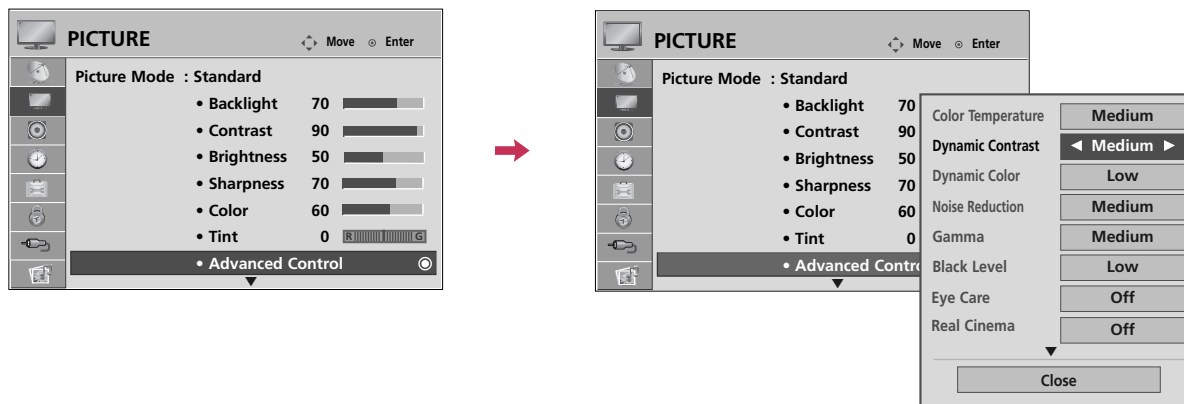 PICTURE Move Enter
Picture Mode : Standard
• Backlight 70
• Contrast 90
• Brightness 50
• Sharpness 70
• Color 60
• Tint 0 R G
• Advanced Control
PICTURE Move Enter
Picture Mode : Standard
• Backlight 70
• Contrast 90
• Brightness 50
• Sharpness 70
• Color 60
• Tint 0
• Advanced Contro
Color Temperature Medium
Dynamic Contrast ◄ Medium ►
Dynamic Color Low
Noise Reduction Medium
Gamma Medium
Black Level Low
Eye Care Off
Real Cinema Off
Close